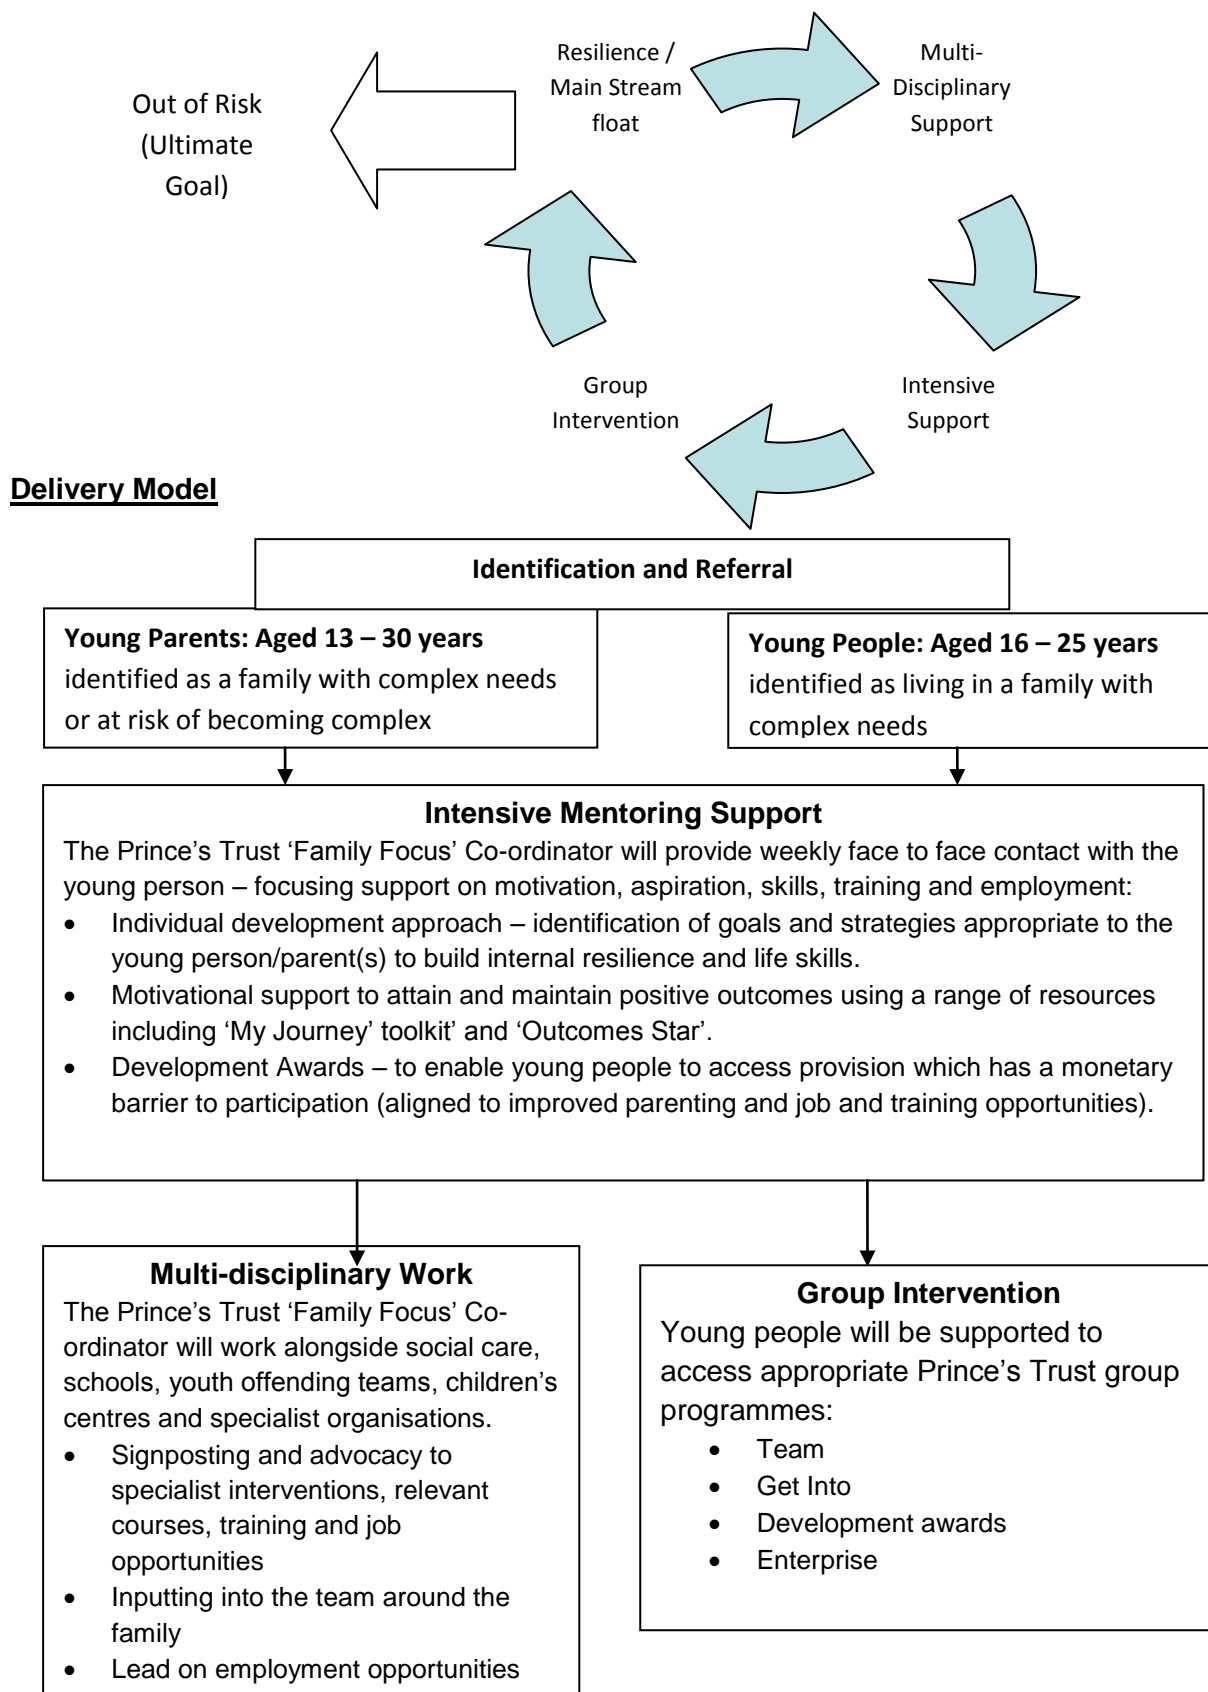 Out of Risk
(Ultimate
Goal)
Resilience /
Main Stream
float
Multi-
Disciplinary
Support
Group
Intervention
Intensive
Support
Delivery Model
Identification and Referral
Young Parents: Aged 13 – 30 years
identified as a family with complex needs
or at risk of becoming complex
Young People: Aged 16 – 25 years
identified as living in a family with
complex needs
Intensive Mentoring Support
The Prince’s Trust ‘Family Focus’ Co-ordinator will provide weekly face to face contact with the
young person – focusing support on motivation, aspiration, skills, training and employment:
• Individual development approach – identification of goals and strategies appropriate to the
young person/parent(s) to build internal resilience and life skills.
• Motivational support to attain and maintain positive outcomes using a range of resources
including ‘My Journey’ toolkit’ and ‘Outcomes Star’.
• Development Awards – to enable young people to access provision which has a monetary
barrier to participation (aligned to improved parenting and job and training opportunities).
Multi-disciplinary Work
The Prince’s Trust ‘Family Focus’ Co-
ordinator will work alongside social care,
schools, youth offending teams, children’s
centres and specialist organisations.
• Signposting and advocacy to
specialist interventions, relevant
courses, training and job
opportunities
• Inputting into the team around the
family
• Lead on employment opportunities
Group Intervention
Young people will be supported to
access appropriate Prince’s Trust group
programmes:
• Team
• Get Into
• Development awards
• Enterprise